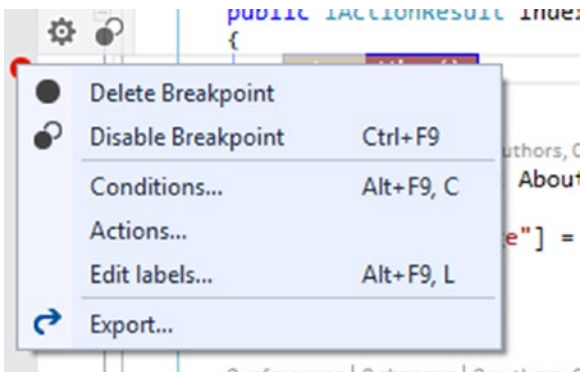 public IActionResult Index
{
Delete Breakpoint
Disable Breakpoint Ctrl+F9
Conditions... Alt+F9, C
Actions...
Edit labels... Alt+F9, L
Export...
uthors,
About
e"] =